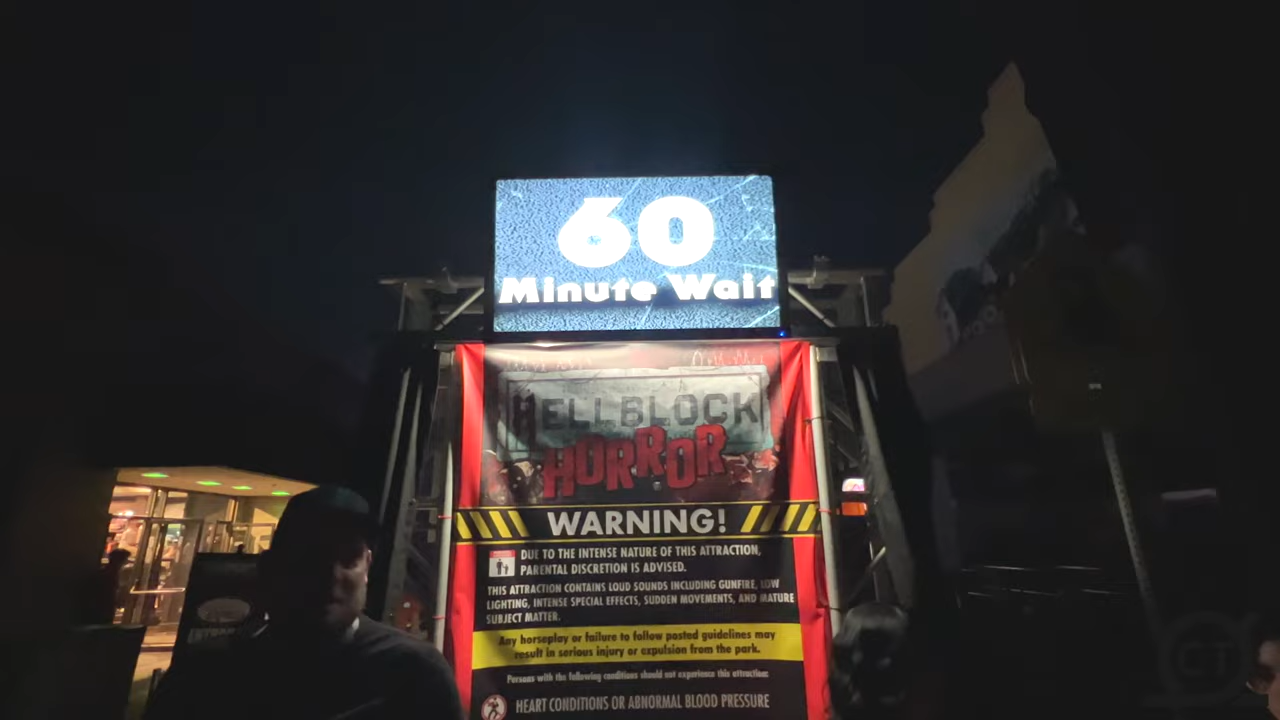 60
Minute Wait
HELLBLOCK
HORROR
WARNING!
DUE TO THE INTENSE NATURE OF THIS ATTRACTION,
PARENTAL DISCRETION IS ADVISED.
THIS ATTRACTION CONTAINS LOUD SOUNDS INCLUDING GUNFIRE, LOW
LIGHTING, INTENSE SPECIAL EFFECTS, SUDDEN MOVEMENTS, AND MATURE
SUBJECT MATTER.
Any horseplay or failure to follow posted guidelines may
result in serious injury or expulsion from the park.
Persons with the following conditions should not experience this attraction:
HEART CONDITIONS OR ABNORMAL BLOOD PRESSURE